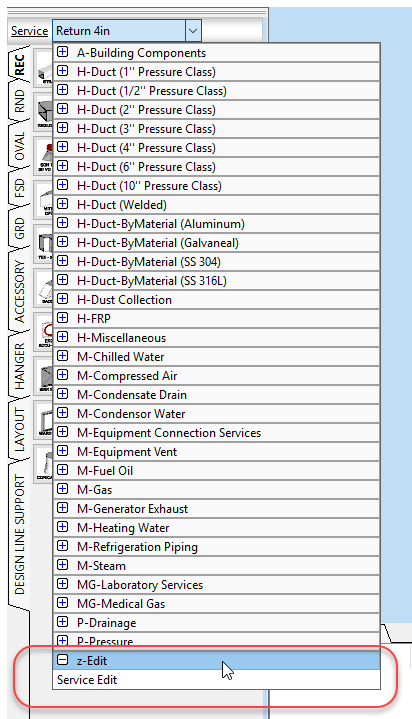 Service Return 4in
A-Building Components
H-Duct (1" Pressure Class)
H-Duct (1/2" Pressure Class)
H-Duct (2" Pressure Class)
H-Duct (3" Pressure Class)
H-Duct (4" Pressure Class)
H-Duct (6" Pressure Class)
H-Duct (10" Pressure Class)
H-Duct (Welded)
H-Duct-ByMaterial (Aluminum)
H-Duct-ByMaterial (Galvaneal)
H-Duct-ByMaterial (SS 304)
H-Duct-ByMaterial (SS 316L)
H-Dust Collection
H-FRP
H-Miscellaneous
M-Chilled Water
M-Compressed Air
M-Condensate Drain
M-Condensor Water
M-Equipment Connection Services
M-Equipment Vent
M-Fuel Oil
M-Gas
M-Generator Exhaust
M-Heating Water
M-Refrigeration Piping
M-Steam
MG-Laboratory Services
MG-Medical Gas
P-Drainage
P-Pressure
z-Edit
Service Edit
REC
RND
OVAL
FSD
GRD
ACCESSORY
HANGER
LAYOUT
DESIGN LINE SUPPORT